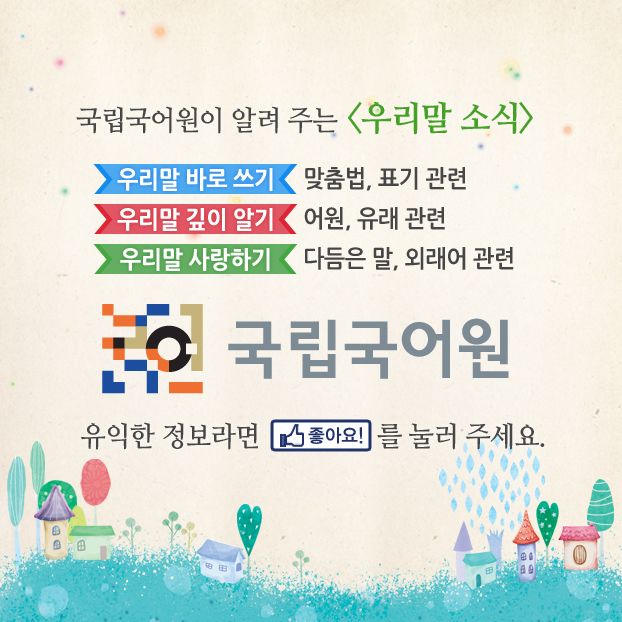 국립국어원이 알려 주는 〈우리말 소식〉
우리말 바로 쓰기 맞춤법, 표기 관련
우리말 깊이 알기 어원, 유래 관련
우리말 사랑하기 다듬은 말, 외래어 관련
국립국어원
유익한 정보라면 좋아요! 를 눌러 주세요.